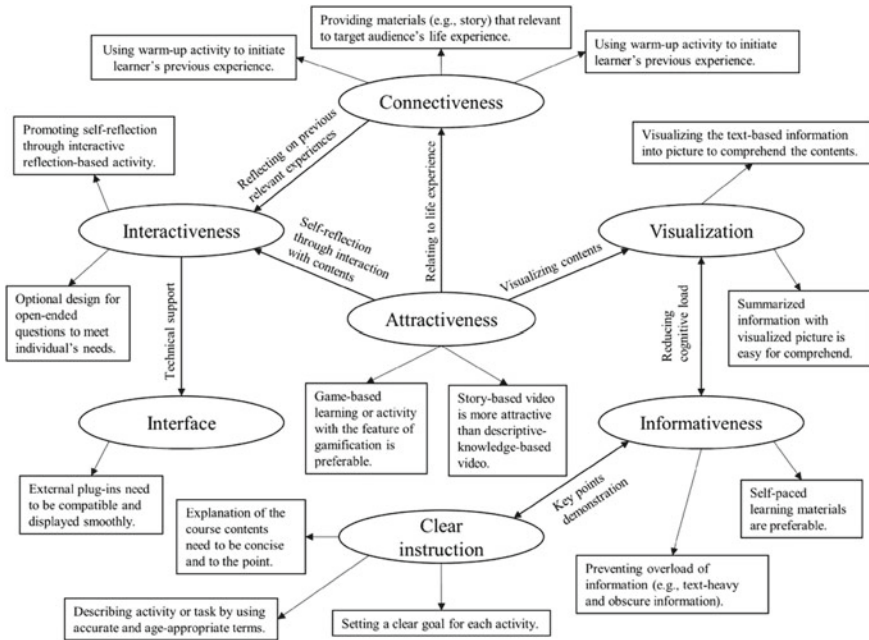 Providing materials (e.g., story) that relevant
to target audience's life experience.
Using warm-up activity to initiate
learner's previous experience.
Using warm-up activity to initiate
learner's previous experience.
Connectiveness
Promoting self-reflection
through interactive
reflection-based activity.
Reflecting on previous
relevant experiences
Visualizing the text-based information
into picture to comprehend the contents.
Interactiveness
Self-reflection
through interaction
with contents
Relating to life experience
Visualizing contents
Visualization
Optional design for
open-ended
questions to meet
individual's needs.
Technical support
Attractiveness
Reducing
cognitive load
Summarized
information with
visualized picture is
easy for comprehend.
Interface
Game-based
learning or activity
with the feature of
gamification is
preferable.
Story-based video
is more attractive
than descriptive-
knowledge-based
video.
Informativeness
External plug-ins need
to be compatible and
displayed smoothly.
Explanation of the
course contents
need to be concise
and to the point.
Clear
instruction
Key points
demonstration
Self-paced
learning materials
are preferable.
Preventing overload of
information (e.g., text-heavy
and obscure information).
Describing activity or task by using
accurate and age-appropriate terms.
Setting a clear goal for each activity.